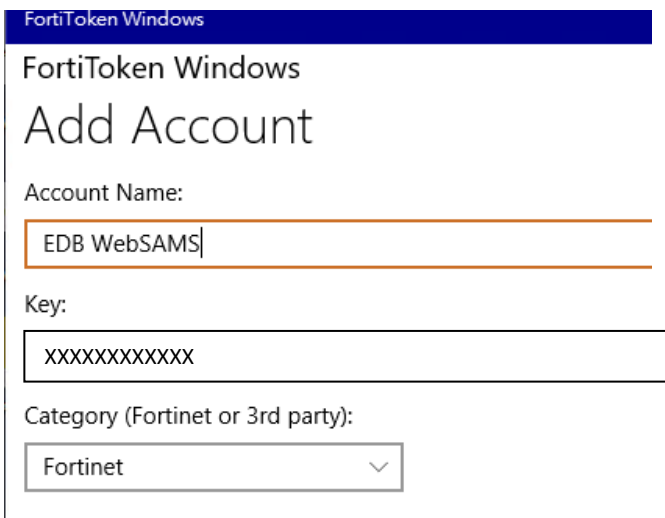 FortiToken Windows
FortiToken Windows
Add Account
Account Name:
EDB WebSAMS
Key:
XXXXXXXXXXXX
Category (Fortinet or 3rd party):
Fortinet